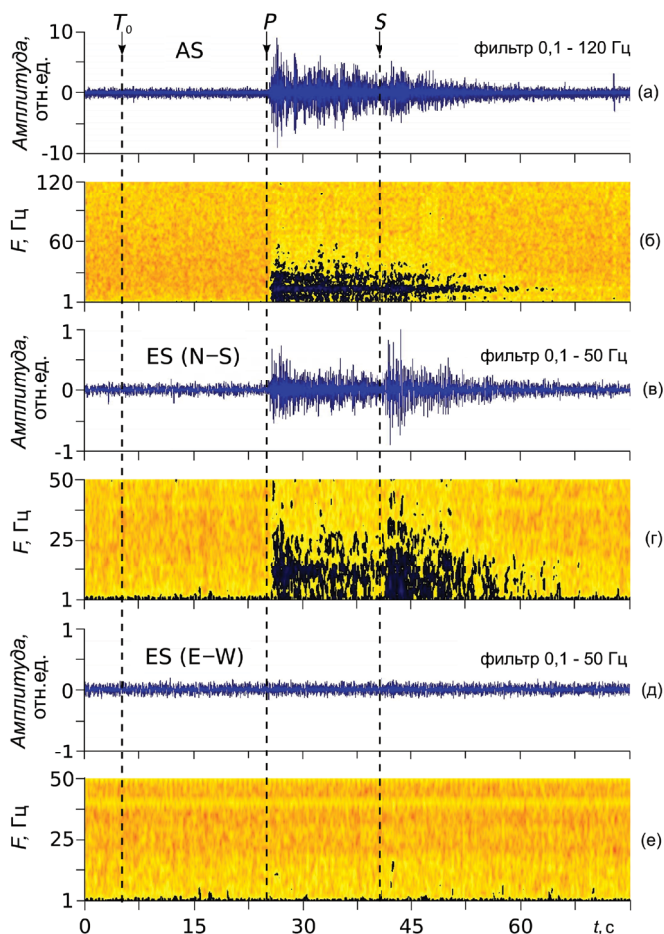 T₀ P S
10 AS фильтр 0,1 - 120 Гц
Амплитуда, отн.ед.
0
-10
(а)
120
F, Гц
60
1
(б)
1 ES (N–S) фильтр 0,1 - 50 Гц
Амплитуда, отн.ед.
0
-1
(в)
50
F, Гц
25
1
(г)
1 ES (E–W) фильтр 0,1 - 50 Гц
Амплитуда, отн.ед.
0
-1
(д)
50
F, Гц
25
1
(е)
0 15 30 45 60 t, с